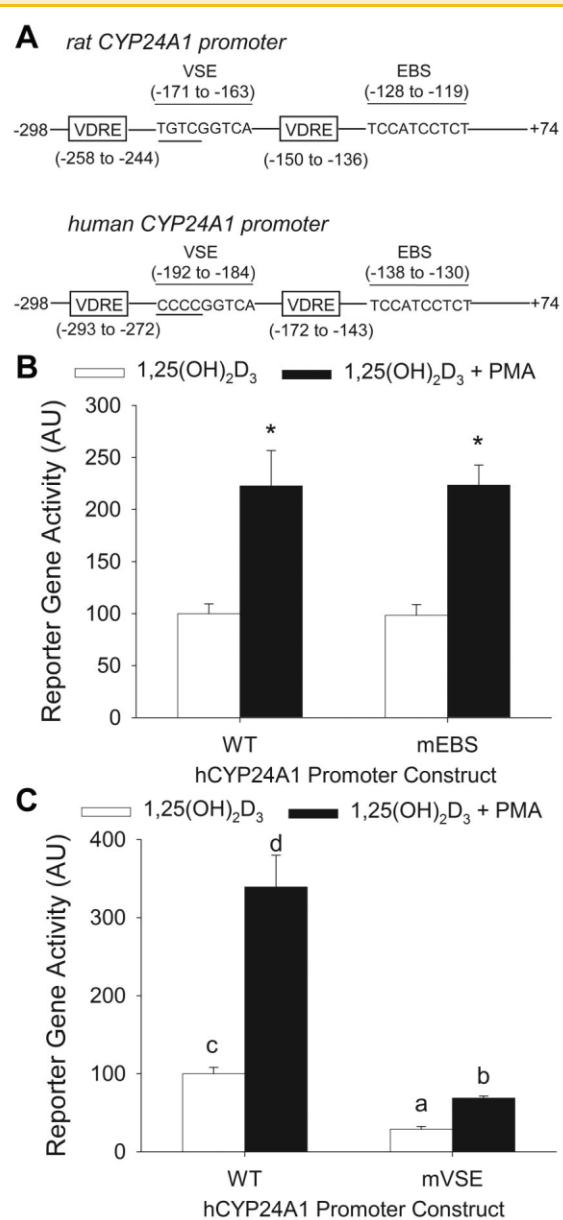 A rat CYP24A1 promoter
VSE EBS
(-171 to -163) (-128 to -119)
-298 VDRE TGTCGGTCA VDRE TCCATCCTCT +74
(-258 to -244) (-150 to -136)
human CYP24A1 promoter
VSE EBS
(-192 to -184) (-138 to -130)
-298 VDRE CCCCGGTCA VDRE TCCATCCTCT +74
(-293 to -272) (-172 to -143)
B 1,25(OH)₂D₃ 1,25(OH)₂D₃ + PMA
Reporter Gene Activity (AU)
300
250
200
150
100
50
0
* *
WT mEBS
hCYP24A1 Promoter Construct
C 1,25(OH)₂D₃ 1,25(OH)₂D₃ + PMA
Reporter Gene Activity (AU)
400
300
200
100
0
c d a b
WT mVSE
hCYP24A1 Promoter Construct